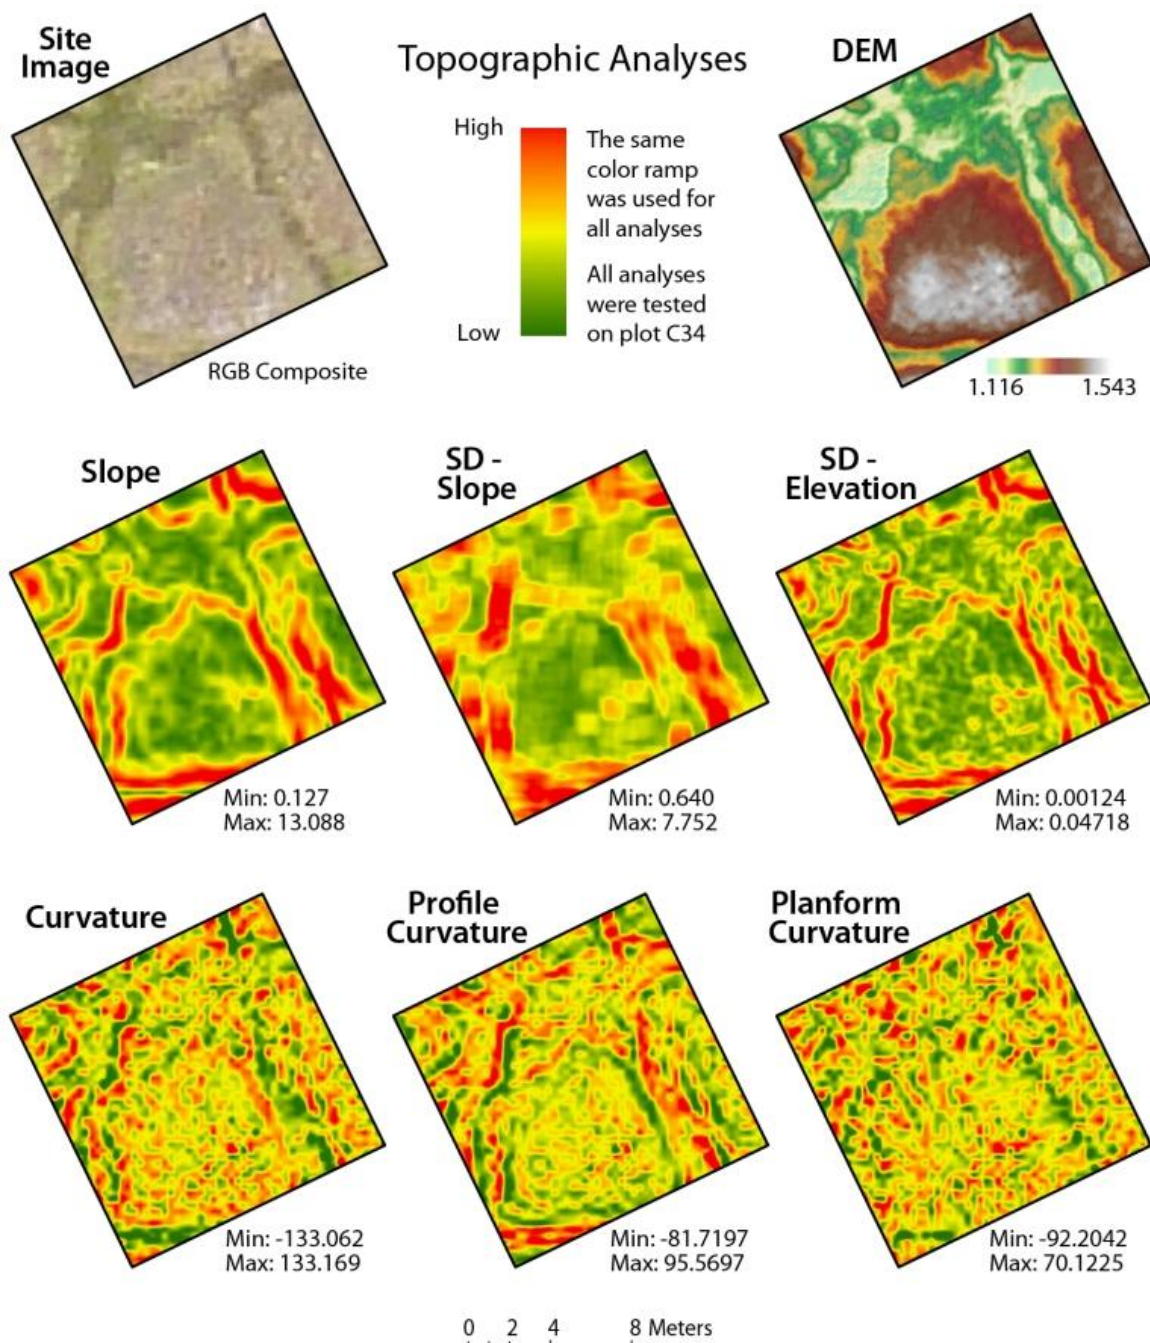 Site
Image
Topographic Analyses
DEM
High
The same
color ramp
was used for
all analyses
All analyses
were tested
on plot C34
Low
RGB Composite
1.116
1.543
Slope
SD -
Slope
SD -
Elevation
Min: 0.127
Max: 13.088
Min: 0.640
Max: 7.752
Min: 0.00124
Max: 0.04718
Curvature
Profile
Curvature
Planform
Curvature
Min: -133.062
Max: 133.169
Min: -81.7197
Max: 95.5697
Min: -92.2042
Max: 70.1225
0 2 4 8 Meters